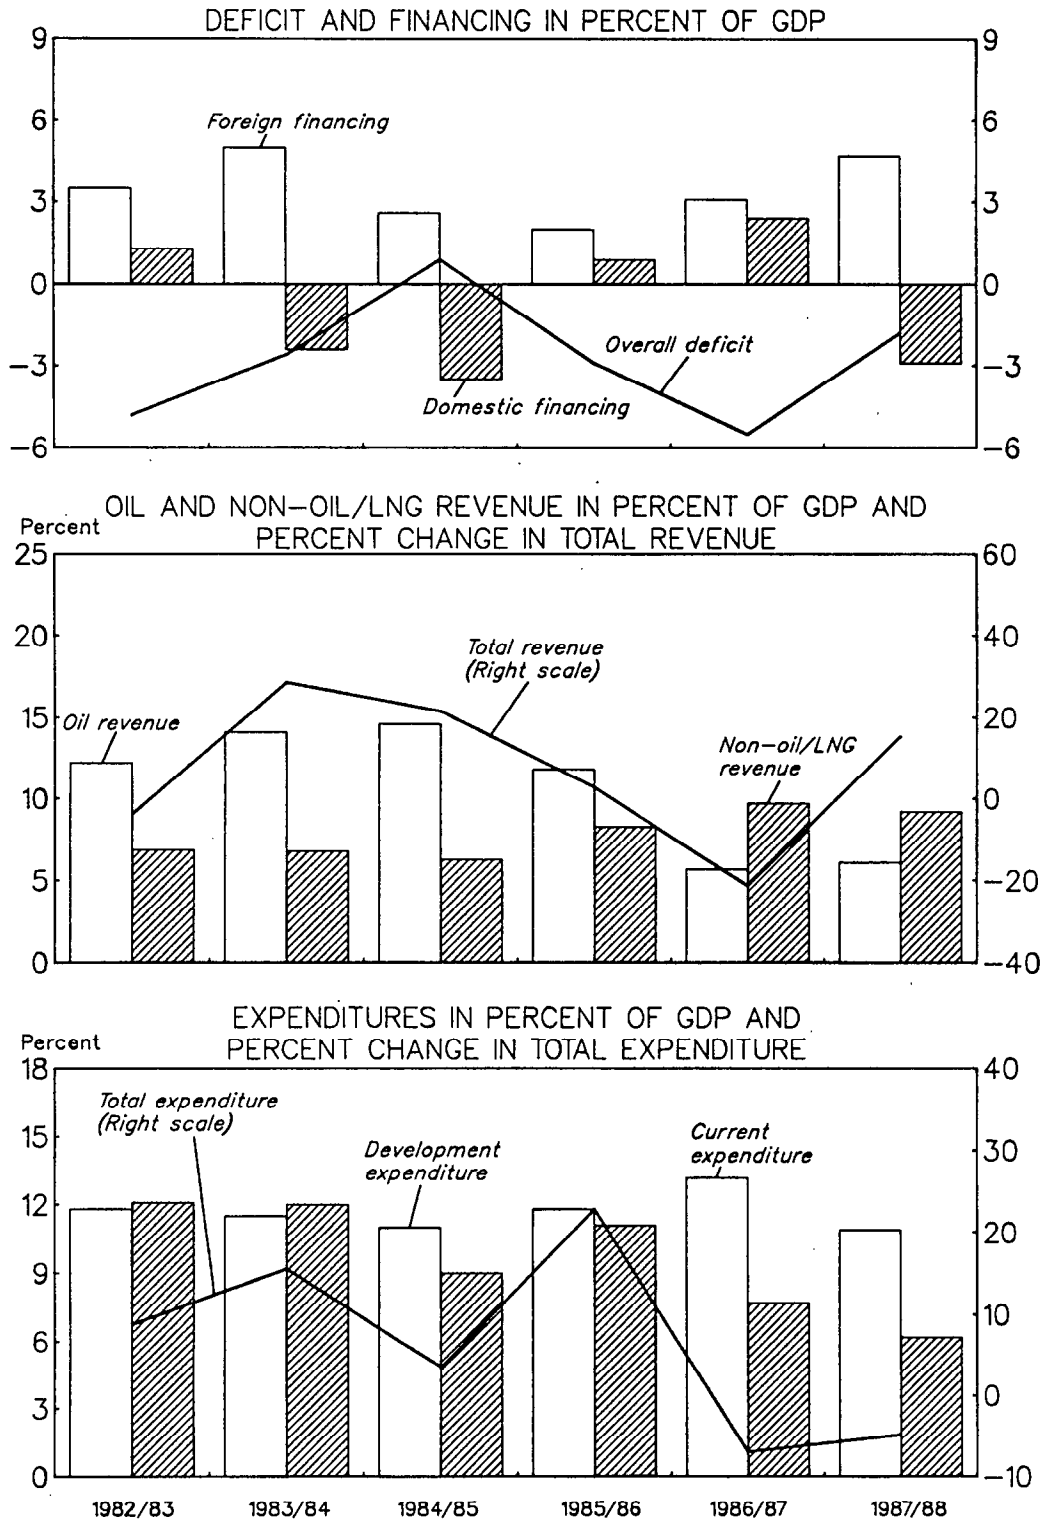 DEFICIT AND FINANCING IN PERCENT OF GDP
9 9
Foreign financing
6 6
3 3
0 0
Overall deficit
−3 −3
Domestic financing
−6 −6
OIL AND NON−OIL/LNG REVENUE IN PERCENT OF GDP AND
Percent
PERCENT CHANGE IN TOTAL REVENUE
25 60
20 40
Total revenue
(Right scale)
15 20
Oil revenue
Non−oil/LNG
revenue
10 0
5 −20
0 −40
EXPENDITURES IN PERCENT OF GDP AND
Percent
PERCENT CHANGE IN TOTAL EXPENDITURE
18 40
Total expenditure
(Right scale)
15 30
Development
expenditure
Current
expenditure
12 20
9 10
6 0
3
0 −10
1982/83 1983/84 1984/85 1985/86 1986/87 1987/88